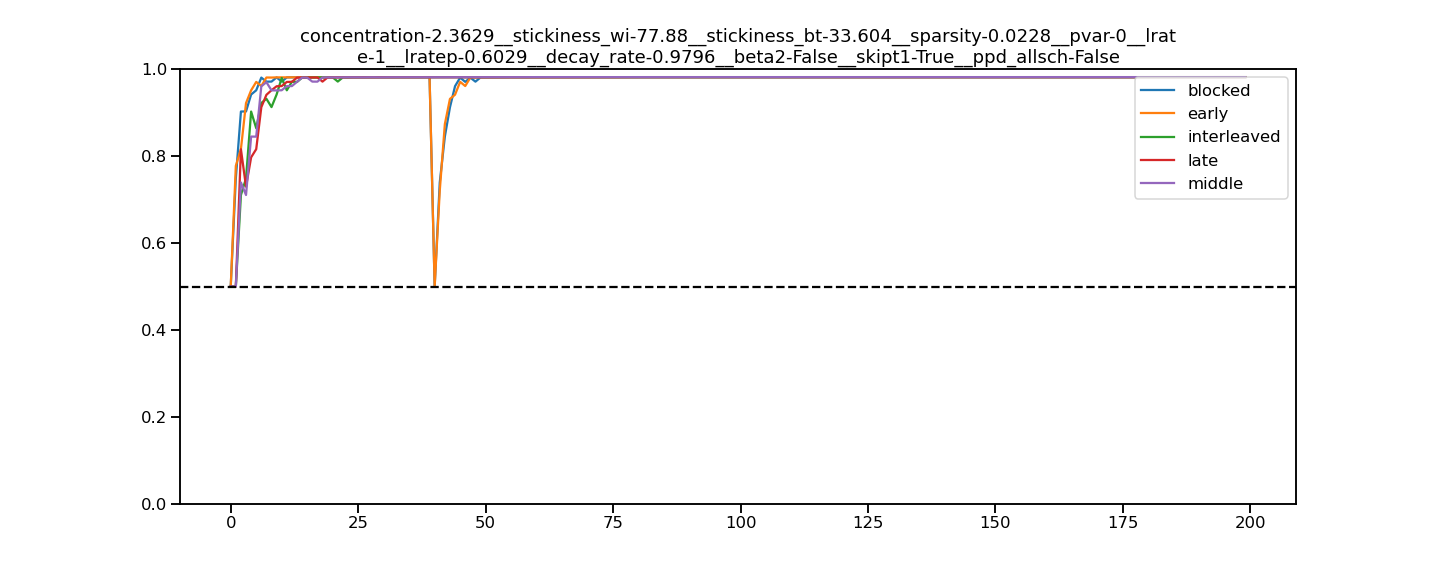 concentration-2.3629__stickiness_wi-77.88__stickiness_bt-33.604__sparsity-0.0228__pvar-0__lrat
e-1__lratep-0.6029__decay_rate-0.9796__beta2-False__skipt1-True__ppd_allsch-False
1.0
0.8
0.6
0.4
0.2
0.0
blocked
early
interleaved
late
middle
0 25 50 75 100 125 150 175 200